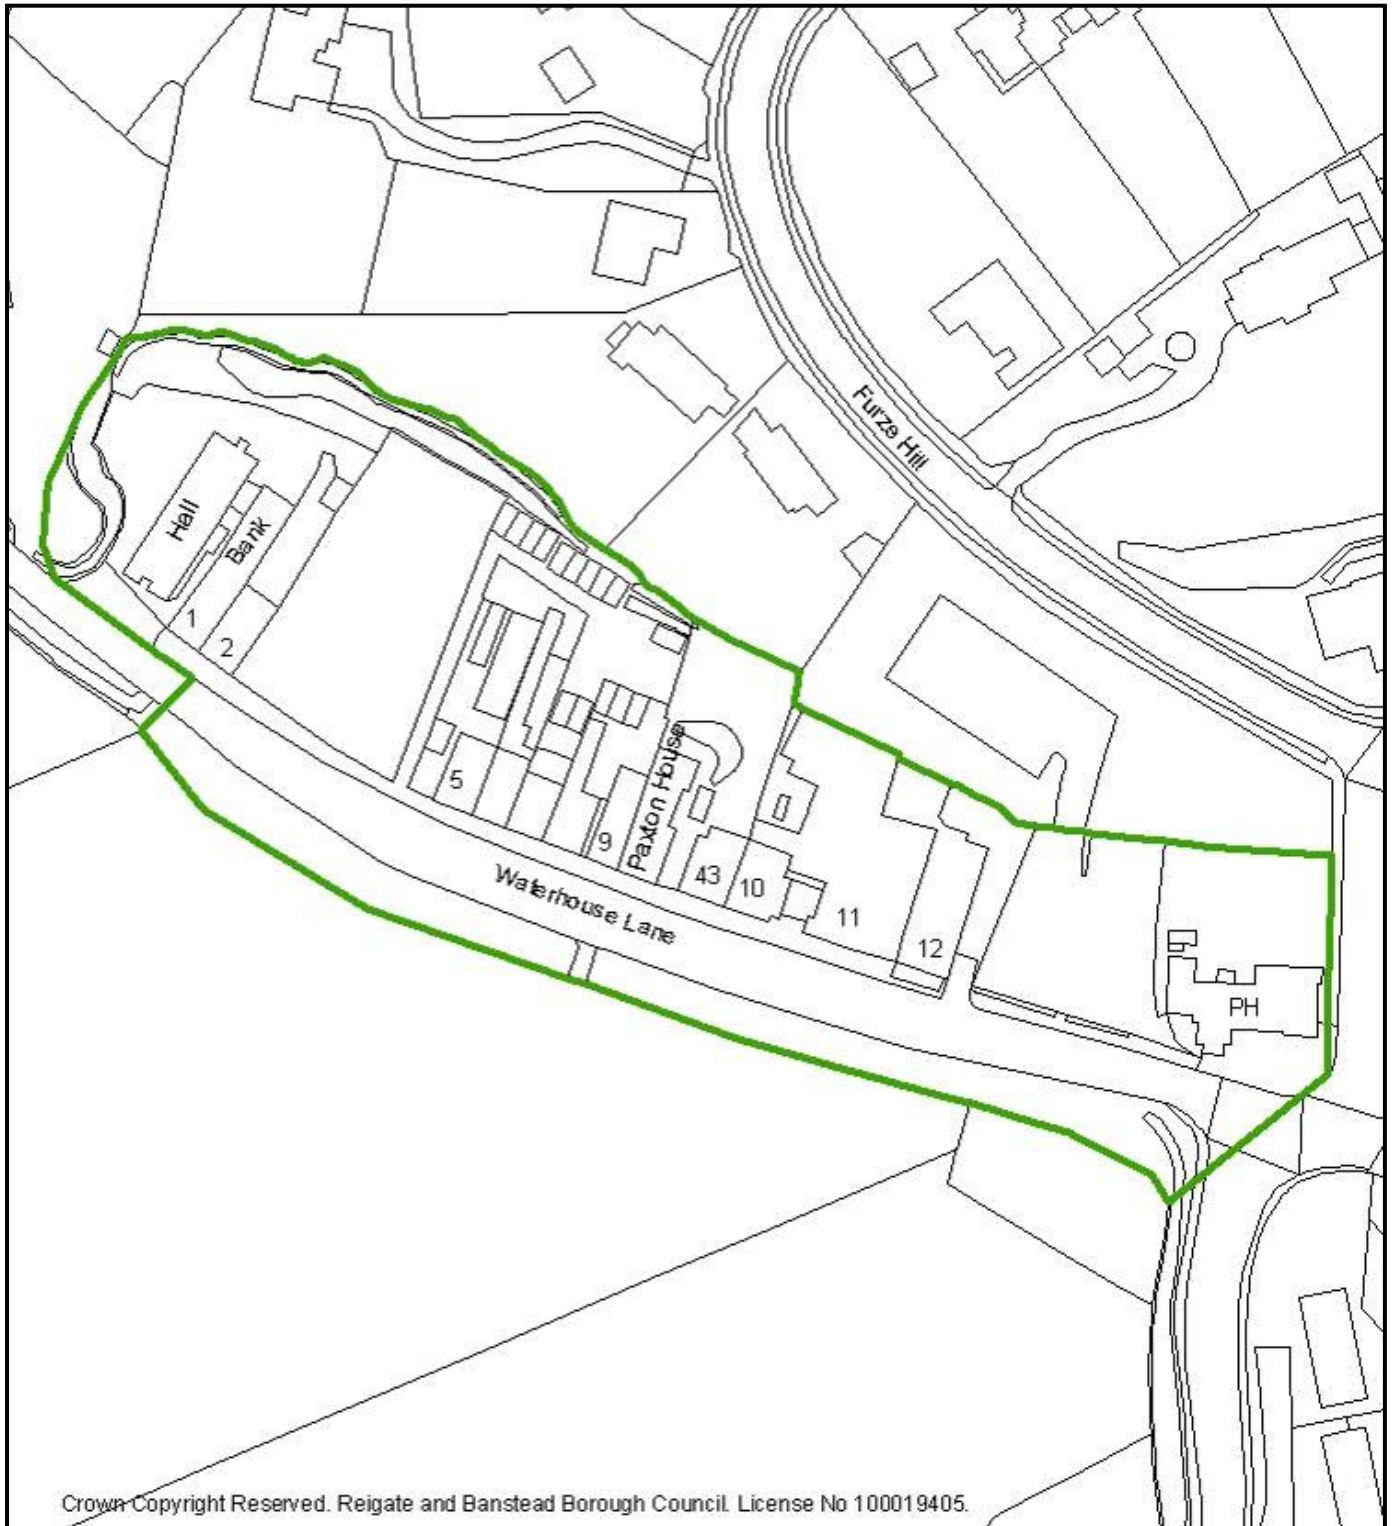 Furze Hill
Hall
Bank
1
2
5
Paxton House
9
43
10
11
12
Waterhouse Lane
PH
Crown Copyright Reserved. Reigate and Banstead Borough Council. License No 100019405.